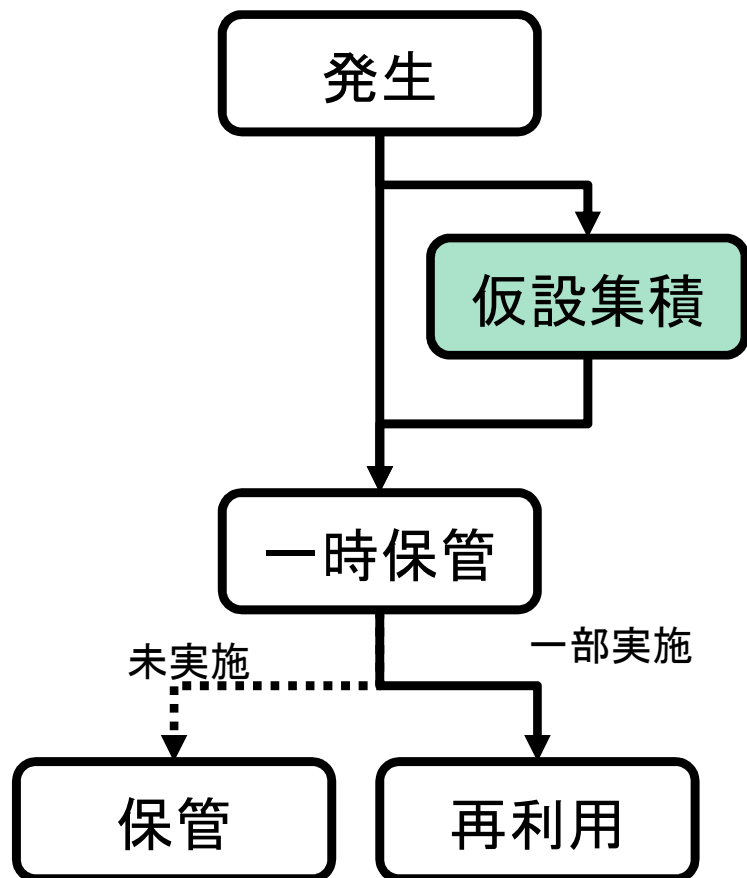 発生
仮設集積
一時保管
未実施
一部実施
保管
再利用